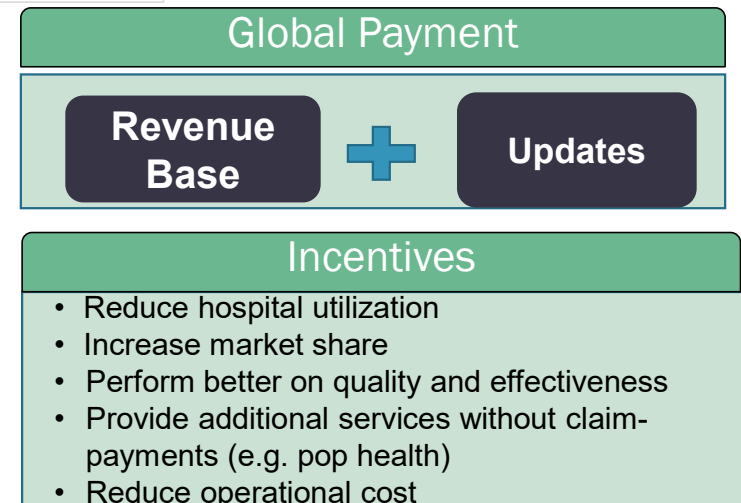 Global Payment
Revenue
Base
Updates
Incentives
• Reduce hospital utilization
• Increase market share
• Perform better on quality and effectiveness
• Provide additional services without claim-
payments (e.g. pop health)
• Reduce operational cost